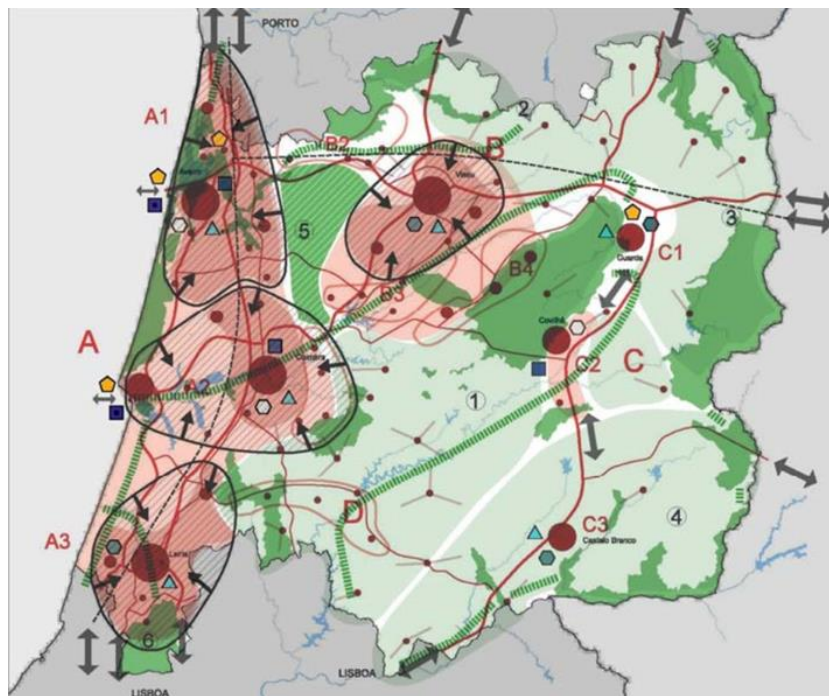 PORTO
A1
2
B2
B
Aveiro
Viseu
3
5
Guarda
C1
B4
B3
Covilhã
A
Coimbra
A2
C2
C
1
D
4
C3
Castelo Branco
A3
Leiria
6
LISBOA
LISBOA